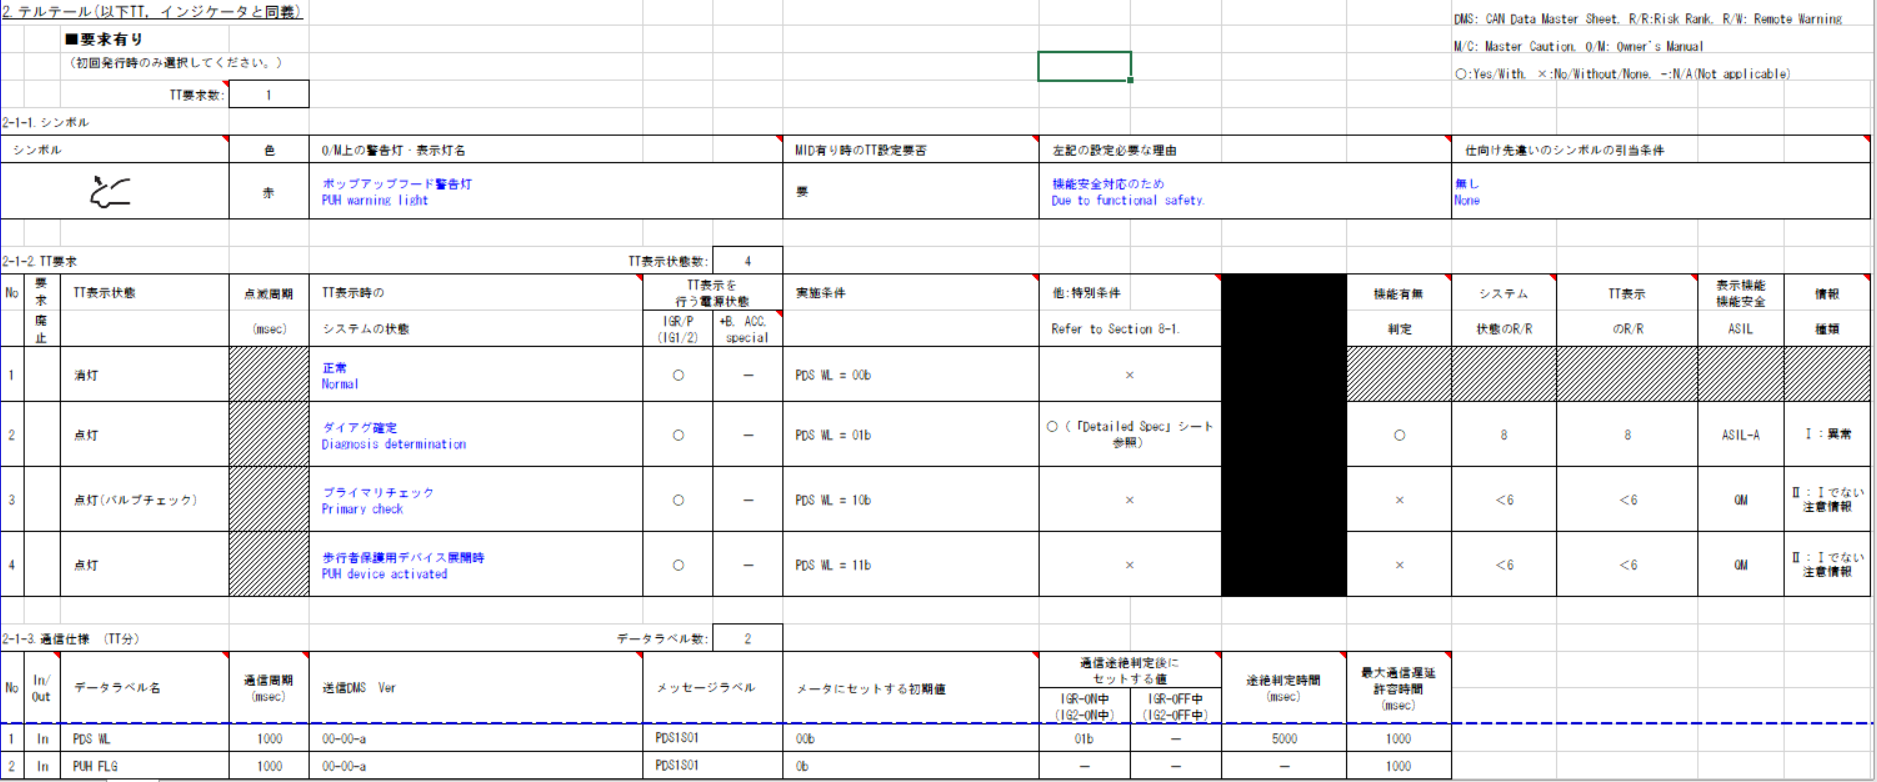 2. テルテール(以下TT, インジケータと同義)
DMS: CAN Data Master Sheet. R/R:Risk Rank. R/W: Remote Warning
■要求有り
M/C: Master Caution. O/M: Owner's Manual
(初回発行時のみ選択してください。)
○:Yes/With. ×:No/Without/None. -:N/A(Not applicable)
TT要求数: 1
2-1-1. シンボル
シンボル 色 O/M上の警告灯・表示灯名 MID有り時のTT設定要否 左記の設定必要な理由 仕向け先違いのシンボルの引当条件
赤 ポップアップフード警告灯 要 機能安全対応のため 無し
PUH warning light Due to functional safety. None
2-1-2. TT要求 TT表示状態数: 4
No 要求 TT表示状態 点滅周期 TT表示時の TT表示を行う電源状態 実施条件 他:特別条件 機能有無 システム TT表示 表示機能機能安全 情報
廃止 (msec) システムの状態 IGR/P (IG1/2) +B. ACC. special Refer to Section 8-1. 判定 状態のR/R のR/R ASIL 種類
1 消灯 正常 ○ — PDS WL = 00b ×
Normal
2 点灯 ダイアグ確定 ○ — PDS WL = 01b ○(「Detailed Spec」シート参照) ○ 8 8 ASIL-A Ⅰ:異常
Diagnosis determination
3 点灯(バルブチェック) プライマリチェック ○ — PDS WL = 10b × × <6 <6 QM Ⅱ:Ⅰでない注意情報
Primary check
4 点灯 歩行者保護用デバイス展開時 ○ — PDS WL = 11b × × <6 <6 QM Ⅱ:Ⅰでない注意情報
PUH device activated
2-1-3. 通信仕様 (TT分) データラベル数: 2
No In/Out データラベル名 通信周期(msec) 送信DMS Ver メッセージラベル メータにセットする初期値 通信途絶判定後にセットする値 途絶判定時間(msec) 最大通信遅延許容時間(msec)
IGR-ON中(IG2-ON中) IGR-OFF中(IG2-OFF中)
1 In PDS WL 1000 00-00-a PDS1S01 00b 01b — 5000 1000
2 In PUH FLG 1000 00-00-a PDS1S01 0b — — — 1000